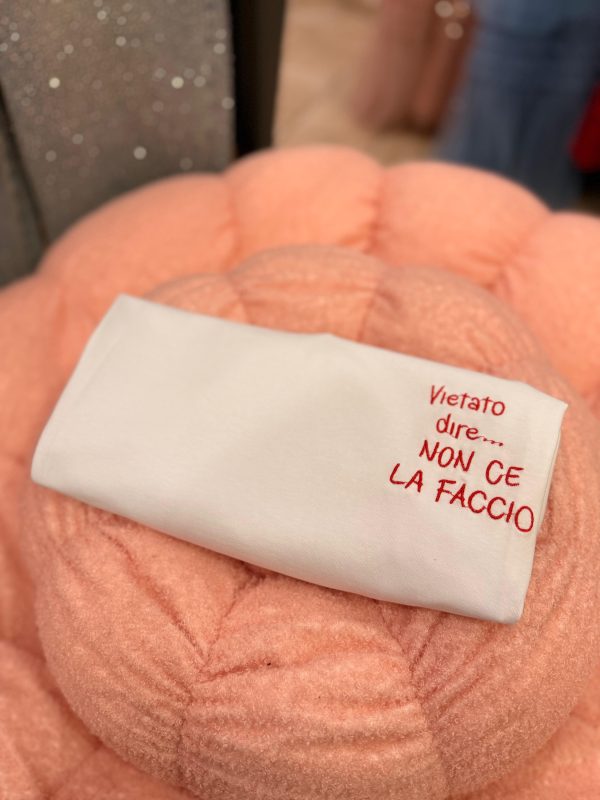 Vietato
dire...
NON CE
LA FACCIO